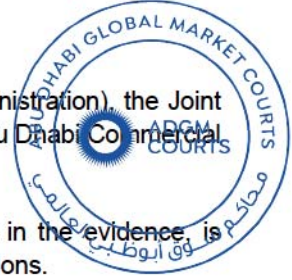 ABU DHABI GLOBAL MARKET COURTS
nistration), the Joint
u Dhabi Commercial
ADGM
COURTS
in the evidence, is
ons.
محاكم سوق أبوظبي العالمي